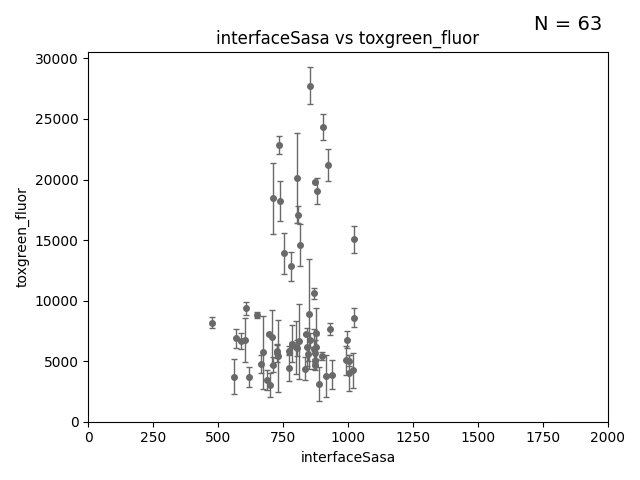 N = 63
interfaceSasa vs toxgreen_fluor
30000
25000
20000
15000
10000
5000
0
toxgreen_fluor
0 250 500 750 1000 1250 1500 1750 2000
interfaceSasa